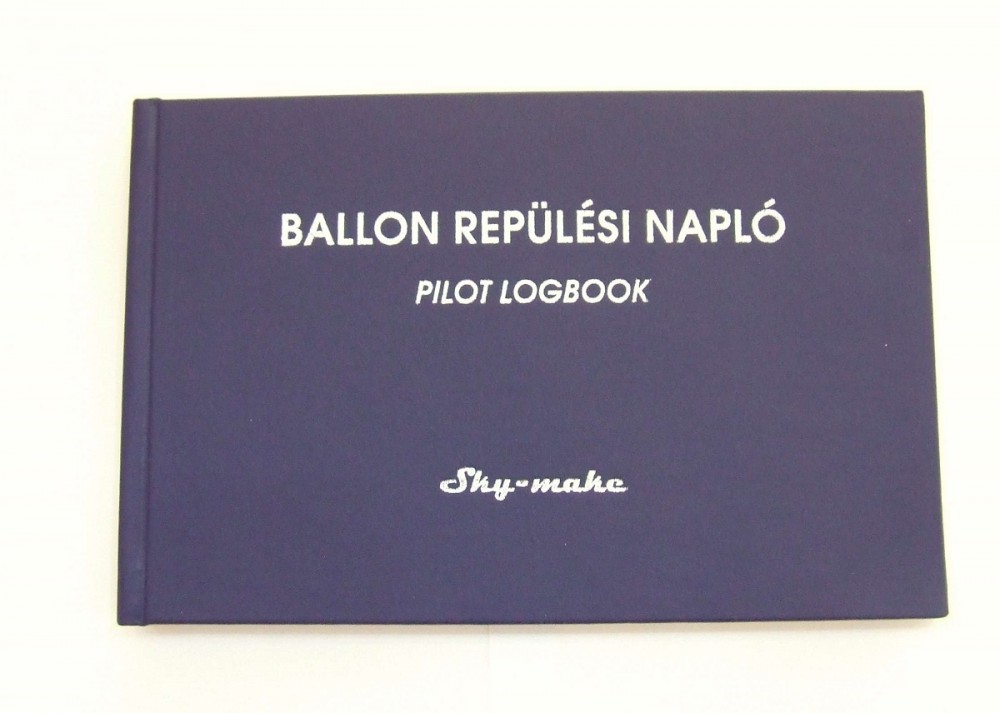 BALLON REPÜLÉSI NAPLÓ
PILOT LOGBOOK
Sky-make